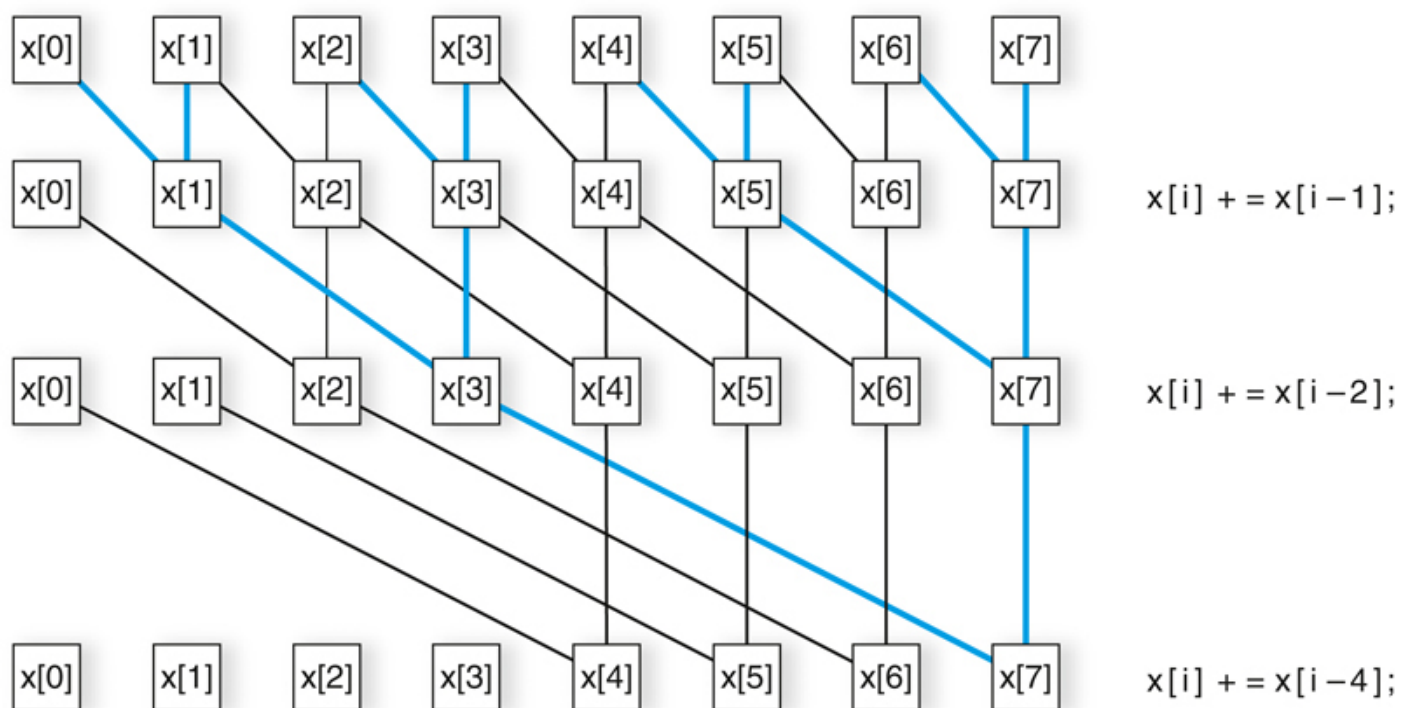 x[0] x[1] x[2] x[3] x[4] x[5] x[6] x[7]
x[0] x[1] x[2] x[3] x[4] x[5] x[6] x[7] x[i] += x[i−1];
x[0] x[1] x[2] x[3] x[4] x[5] x[6] x[7] x[i] += x[i−2];
x[0] x[1] x[2] x[3] x[4] x[5] x[6] x[7] x[i] += x[i−4];